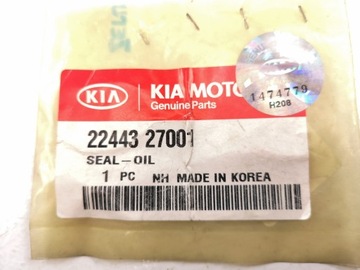 KIA
KIA MOTO
Genuine Parts
1474779
H208
22443 27001
SEAL-OIL
1 PC NH MADE IN KOREA